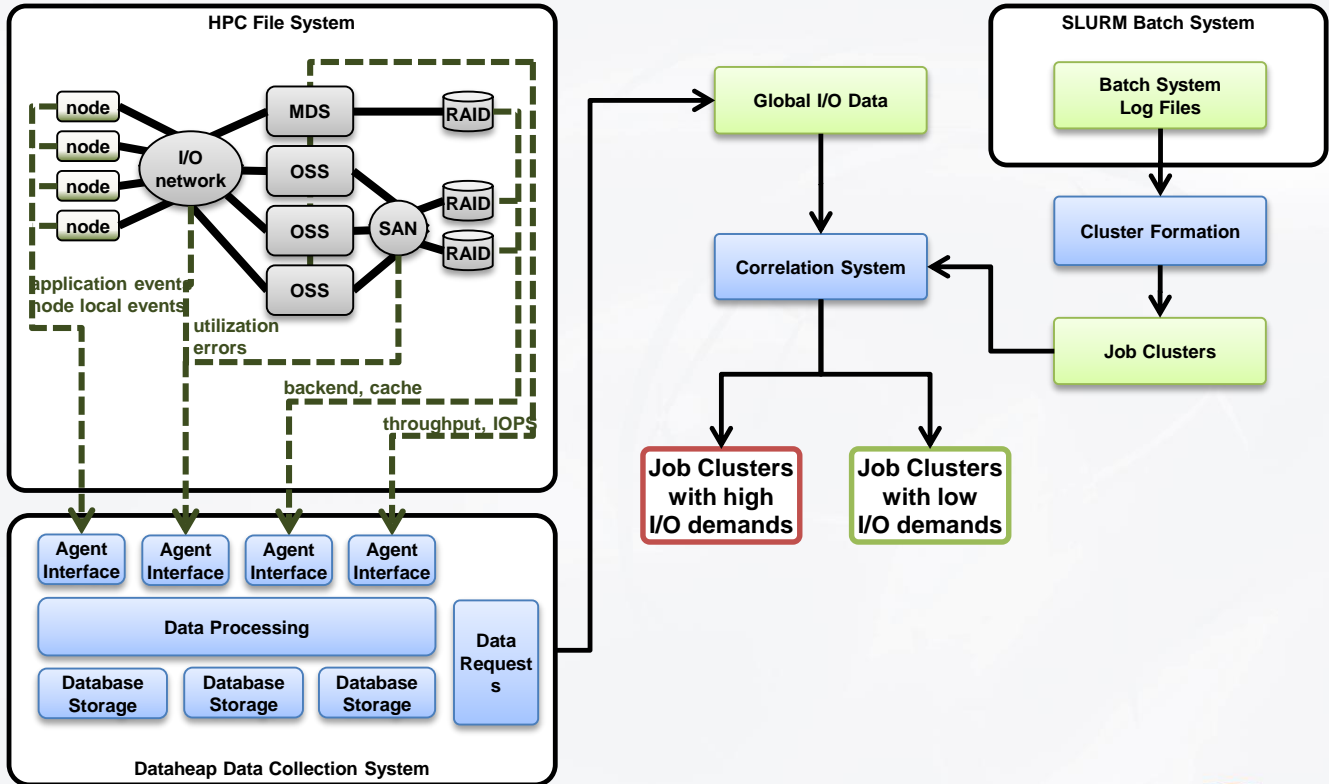 HPC File System
node
node
node
node
I/O
network
MDS
OSS
OSS
OSS
SAN
RAID
RAID
RAID
application event
node local events
utilization
errors
backend, cache
throughput, IOPS
Agent
Interface
Agent
Interface
Agent
Interface
Agent
Interface
Data Processing
Database
Storage
Database
Storage
Database
Storage
Data
Request
s
Dataheap Data Collection System
Global I/O Data
Correlation System
Job Clusters
with high
I/O demands
Job Clusters
with low
I/O demands
SLURM Batch System
Batch System
Log Files
Cluster Formation
Job Clusters